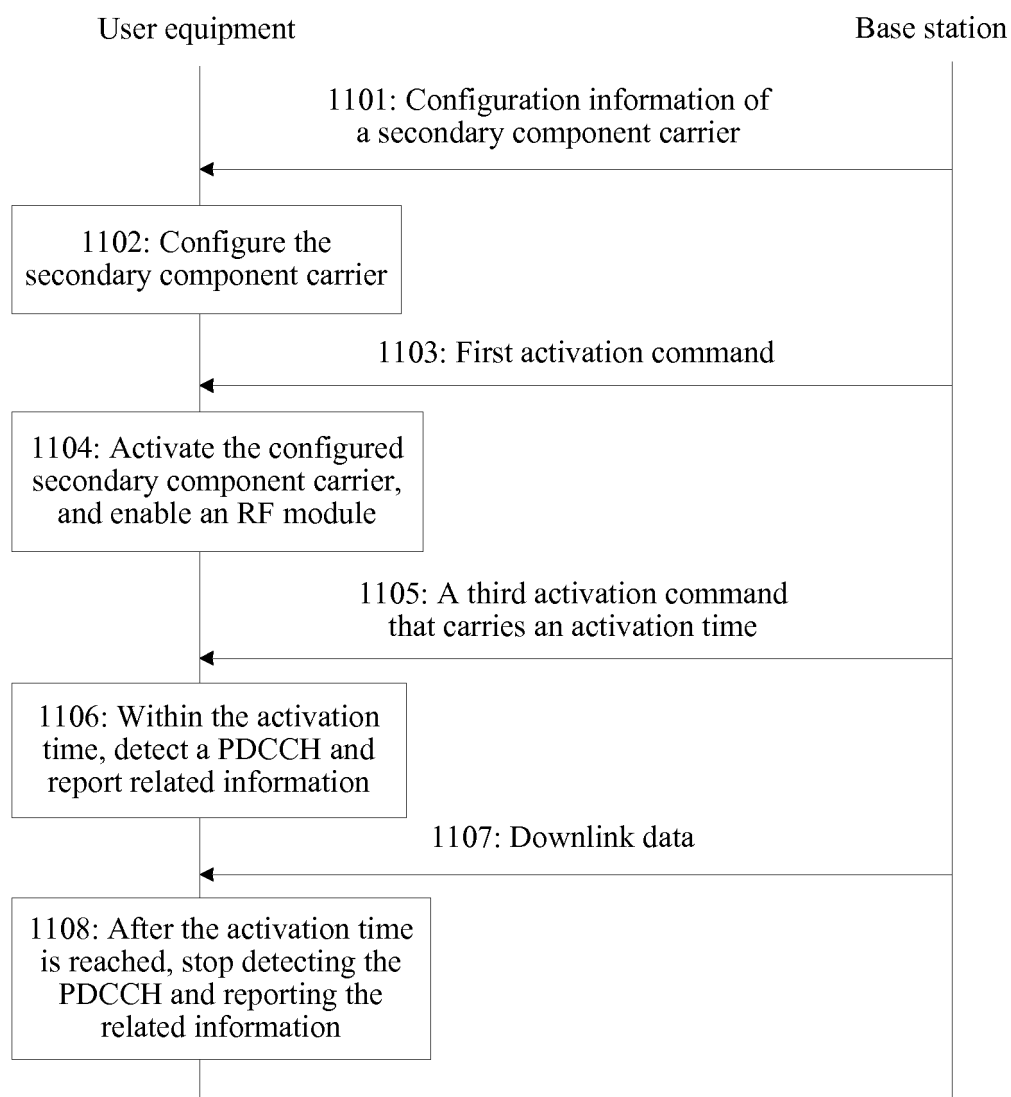 User equipment
Base station
1101: Configuration information of
a secondary component carrier
1102: Configure the
secondary component carrier
1103: First activation command
1104: Activate the configured
secondary component carrier,
and enable an RF module
1105: A third activation command
that carries an activation time
1106: Within the activation
time, detect a PDCCH and
report related information
1107: Downlink data
1108: After the activation time
is reached, stop detecting the
PDCCH and reporting the
related information